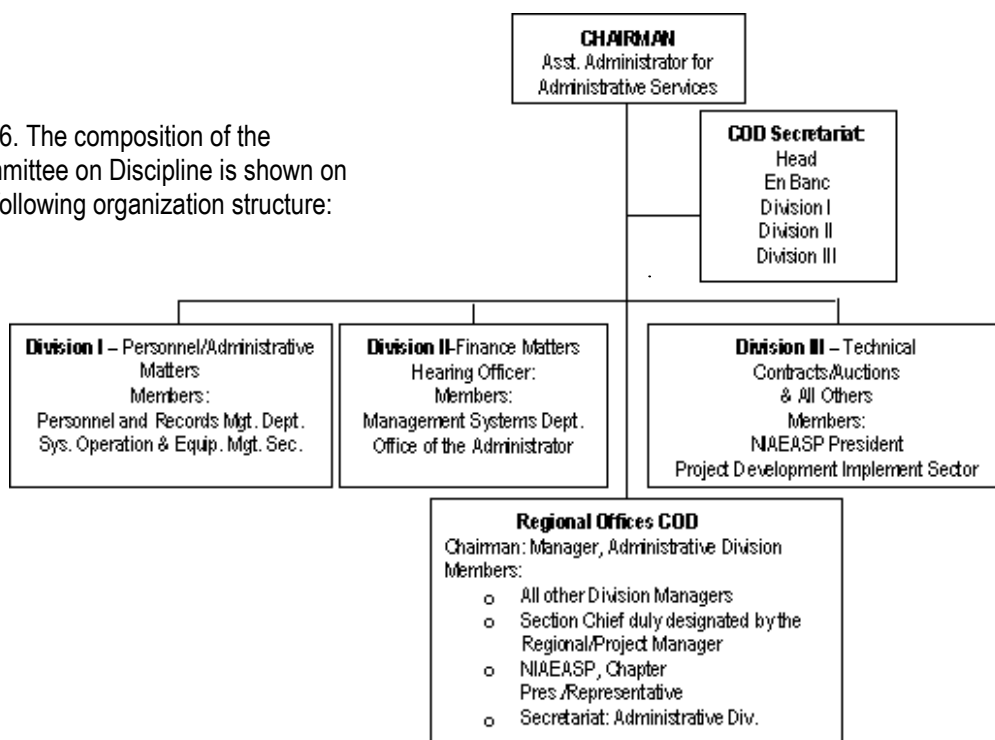 CHAIRMAN
Asst. Administrator for
Administrative Services
6. The composition of the
mmittee on Discipline is shown on
following organization structure:
COD Secretariat:
Head
En Banc
Division I
Division II
Division III
Division I – Personnel/Administrative
Matters
Members:
Personnel and Records Mgt. Dept.
Sys. Operation & Equip. Mgt. Sec.
Division II-Finance Matters
Hearing Officer:
Members:
Management Systems Dept.
Office of the Administrator
Division III – Technical
Contracts/Auctions
& All Others
Members:
NIAEASP President
Project Development Implement Sector
Regional Offices COD
Chairman: Manager, Administrative Division
Members:
o All other Division Managers
o Section Chief duly designated by the
Regional/Project Manager
o NIAEASP, Chapter
Pres./Representative
o Secretariat: Administrative Div.